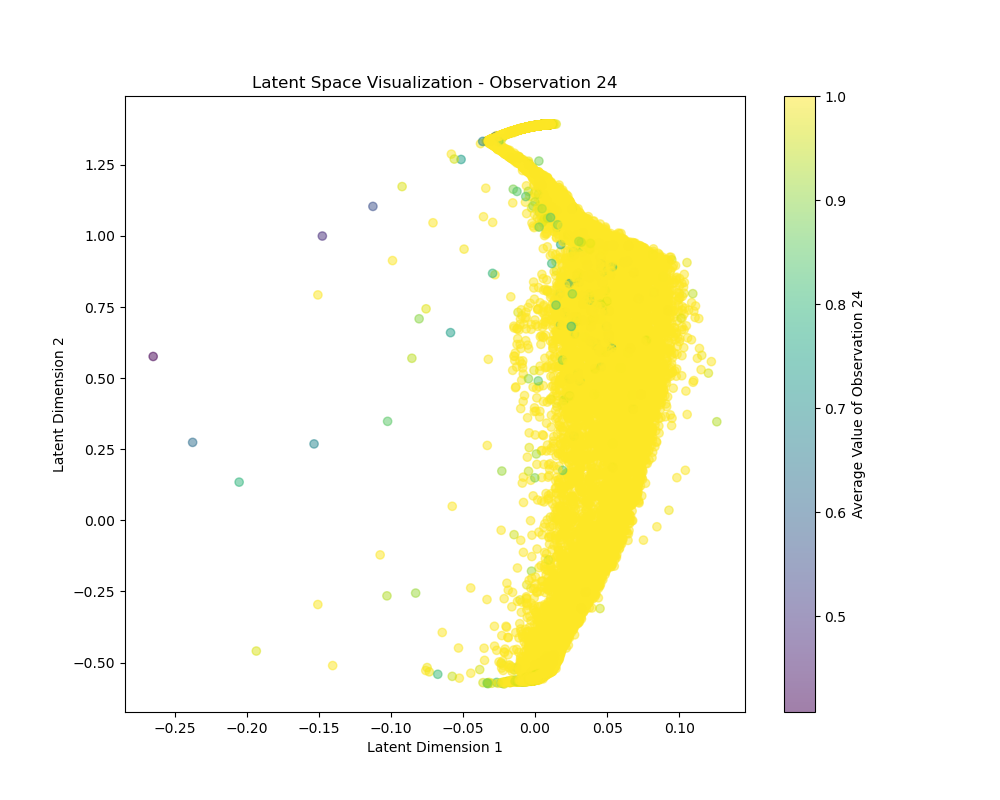 Latent Space Visualization - Observation 24
1.25
1.00
0.75
0.50
0.25
0.00
−0.25
−0.50
Latent Dimension 2
−0.25 −0.20 −0.15 −0.10 −0.05 0.00 0.05 0.10
Latent Dimension 1
1.0
0.9
0.8
0.7
0.6
0.5
Average Value of Observation 24